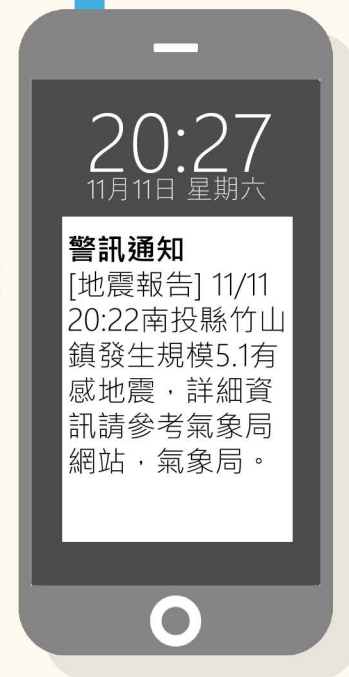 20:27
11月11日 星期六
警訊通知
[地震報告] 11/11
20:22南投縣竹山
鎮發生規模5.1有
感地震，詳細資
訊請參考氣象局
網站，氣象局。